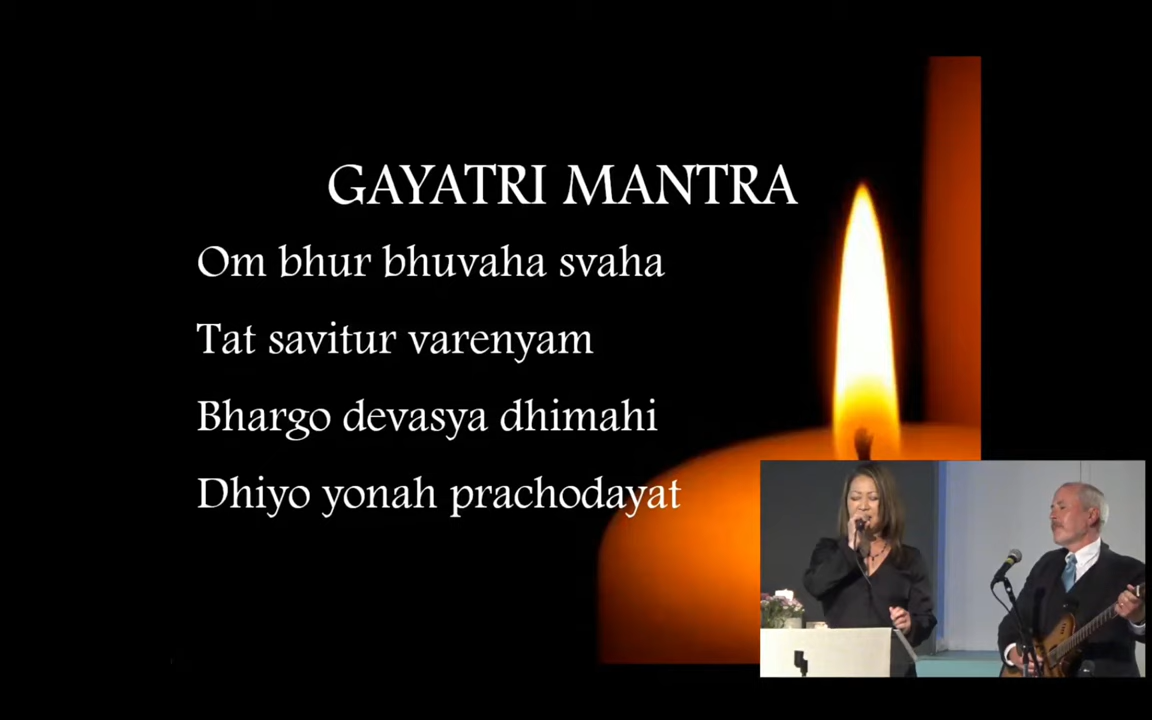 GAYATRI MANTRA
Om bhur bhuvaha svaha
Tat savitur varenyam
Bhargo devasya dhimahi
Dhiyo yonah prachodayat